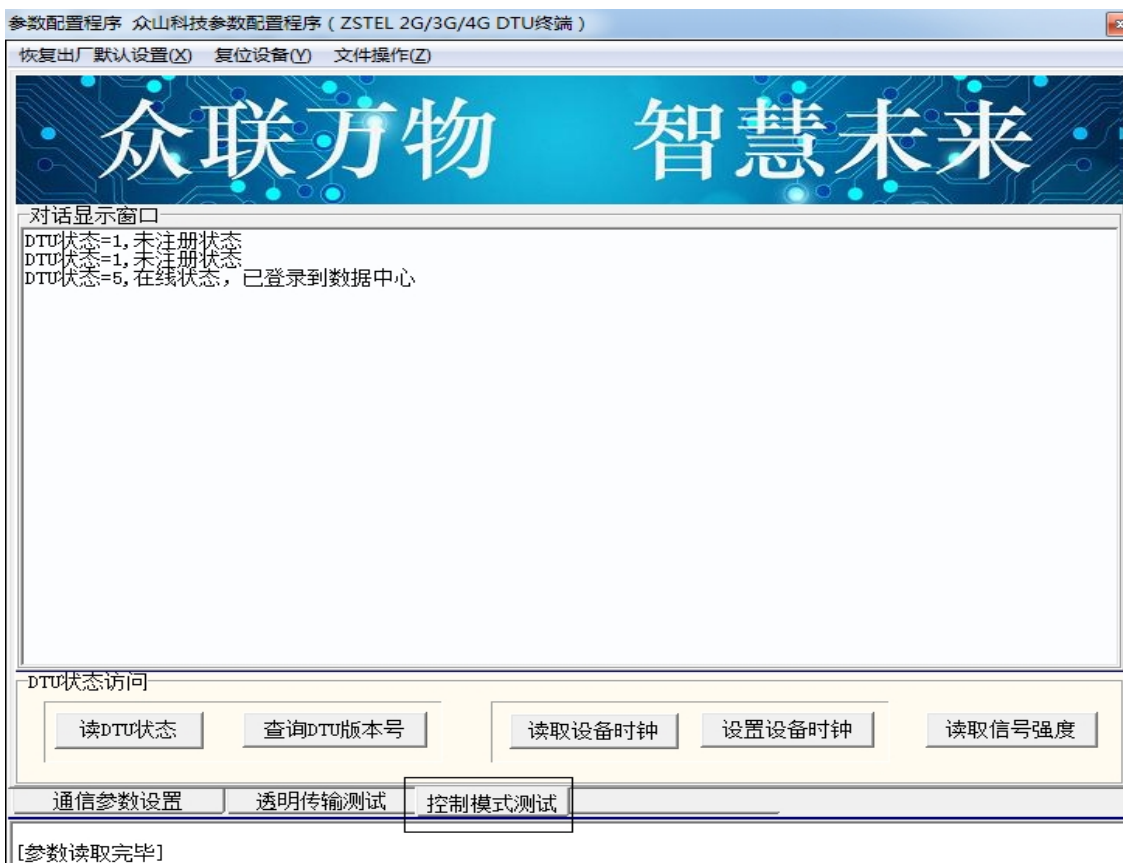 参数配置程序 众山科技参数配置程序（ZSTEL 2G/3G/4G DTU终端）
恢复出厂默认设置(X) 复位设备(Y) 文件操作(Z)
众联万物 智慧未来
对话显示窗口
DTU状态=1,未注册状态
DTU状态=1,未注册状态
DTU状态=5,在线状态，已登录到数据中心
DTU状态访问
读DTU状态 查询DTU版本号 读取设备时钟 设置设备时钟 读取信号强度
通信参数设置 透明传输测试 控制模式测试
[参数读取完毕]